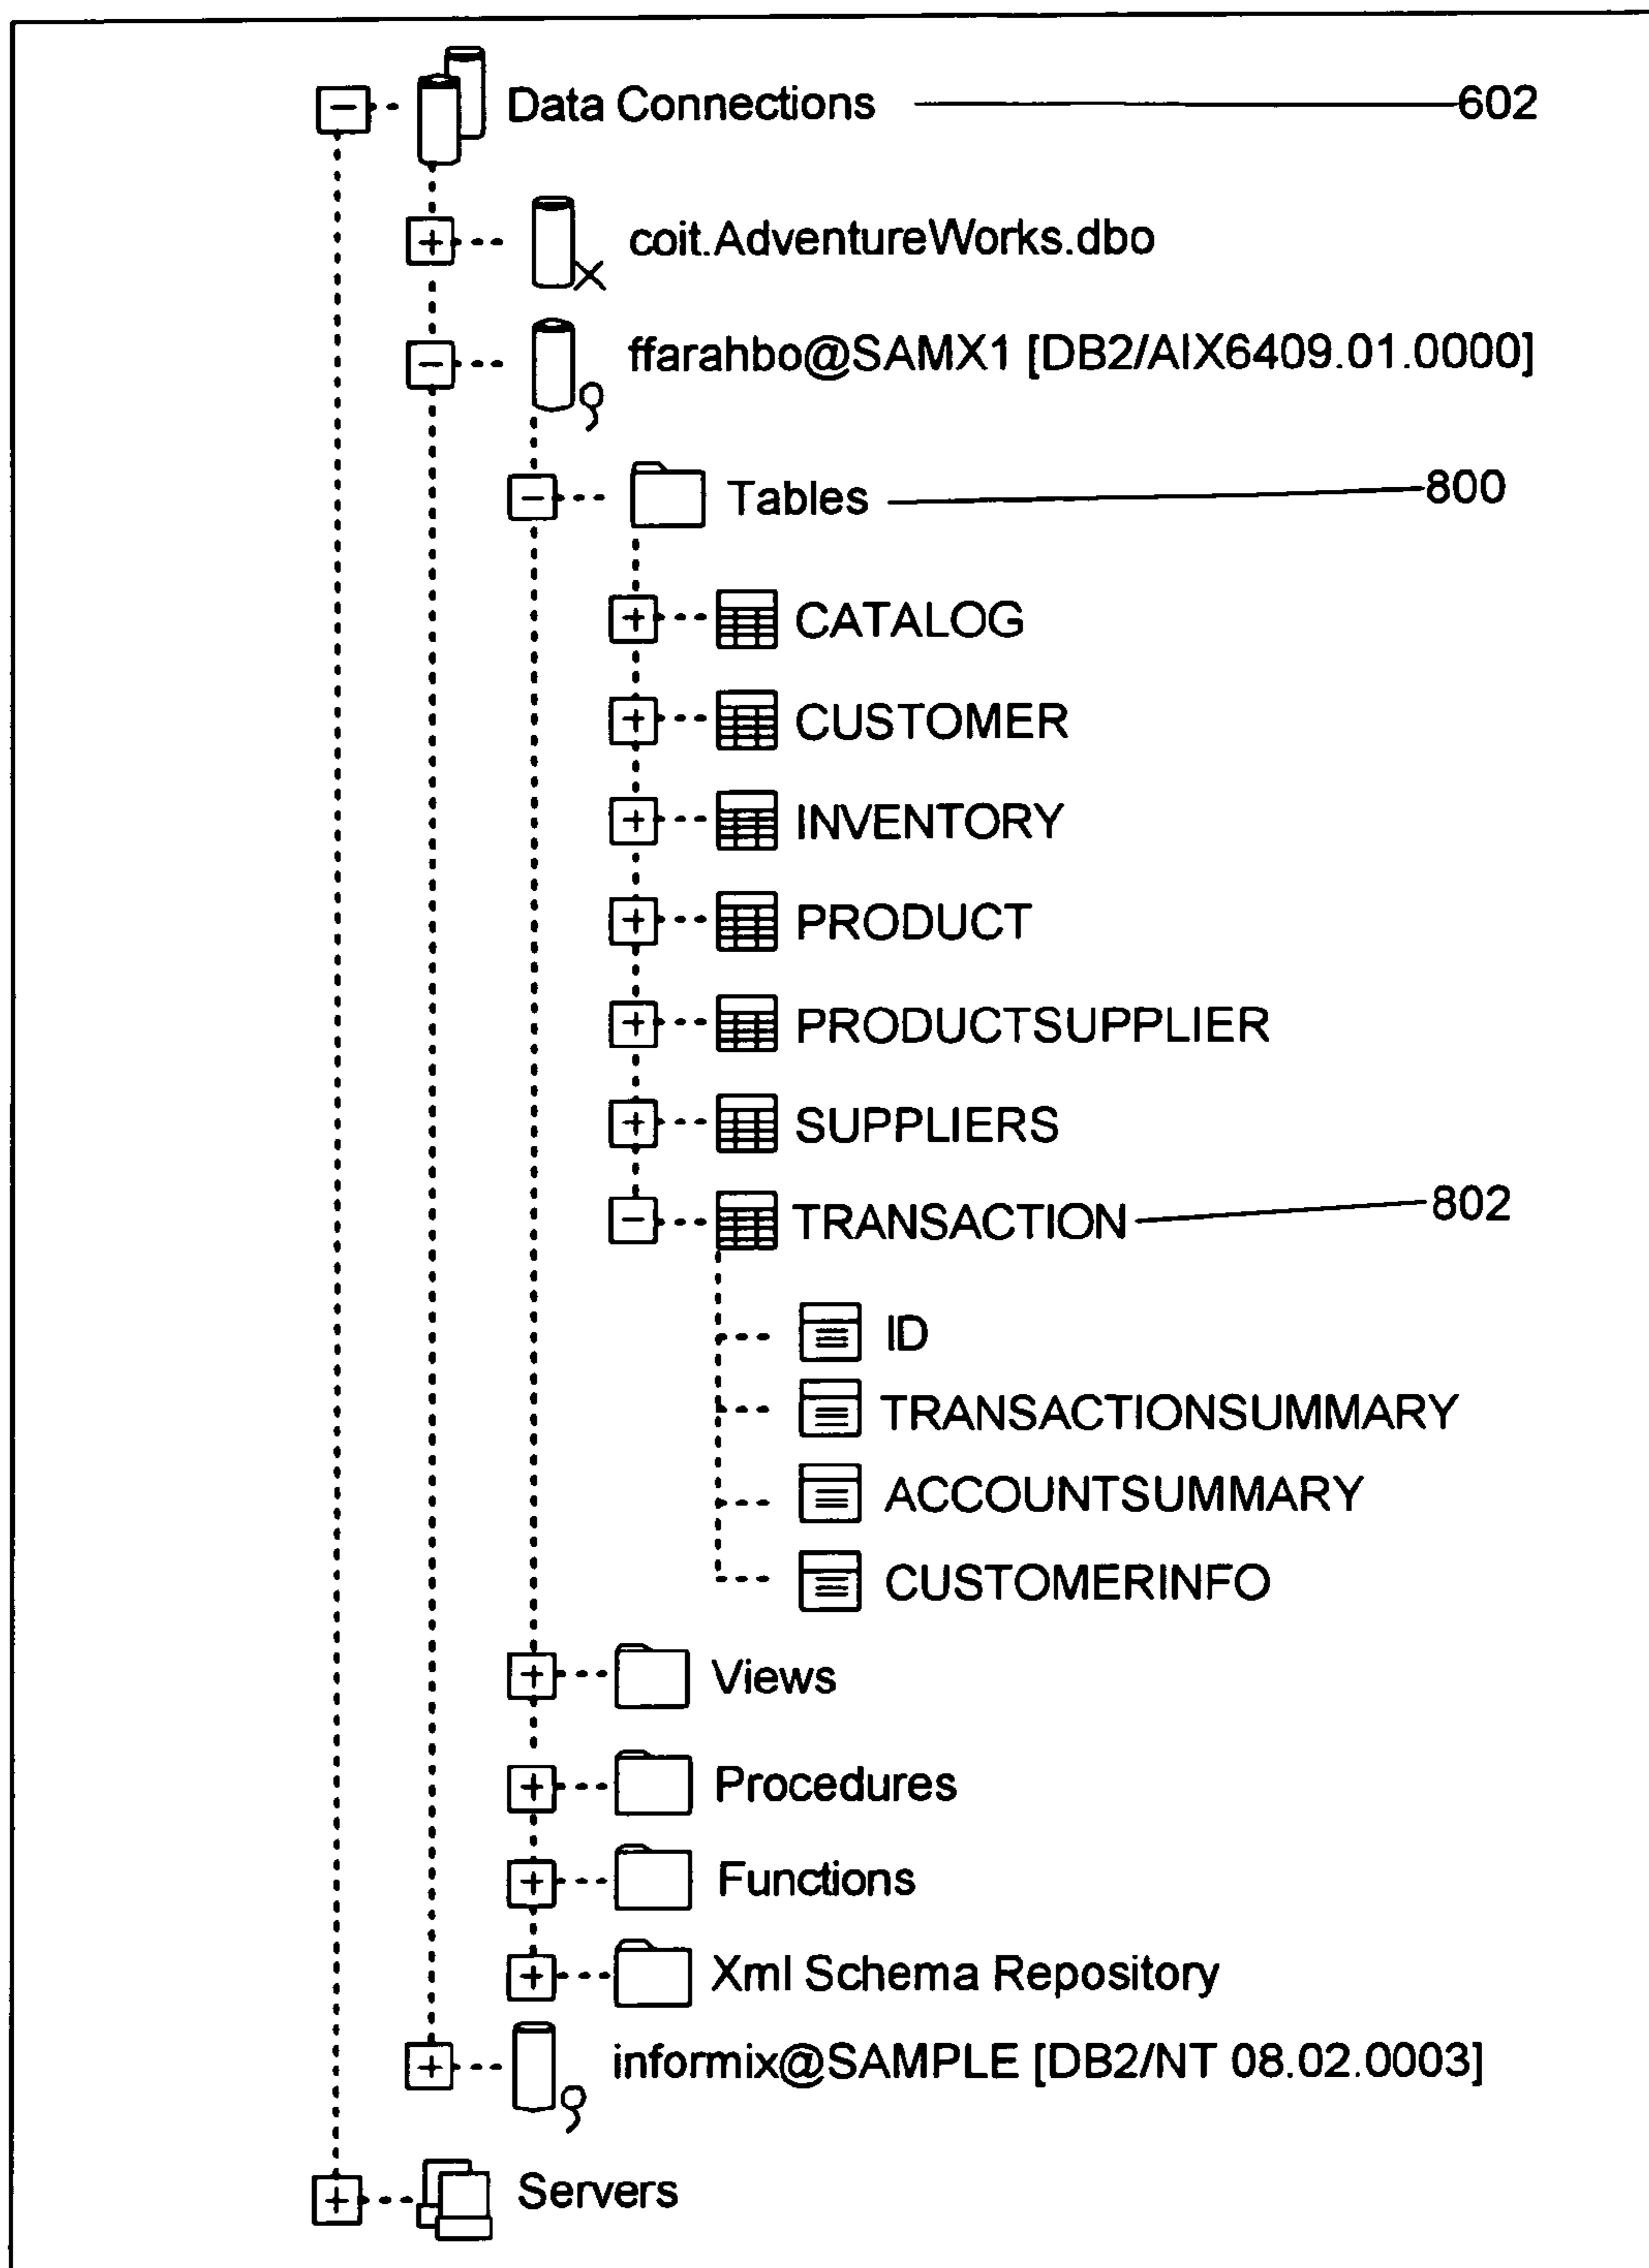 Data Connections 602
coit.AdventureWorks.dbo
ffarahbo@SAMX1 [DB2/AIX6409.01.0000]
Tables 800
CATALOG
CUSTOMER
INVENTORY
PRODUCT
PRODUCTSUPPLIER
SUPPLIERS
TRANSACTION 802
ID
TRANSACTIONSUMMARY
ACCOUNTSUMMARY
CUSTOMERINFO
Views
Procedures
Functions
Xml Schema Repository
informix@SAMPLE [DB2/NT 08.02.0003]
Servers